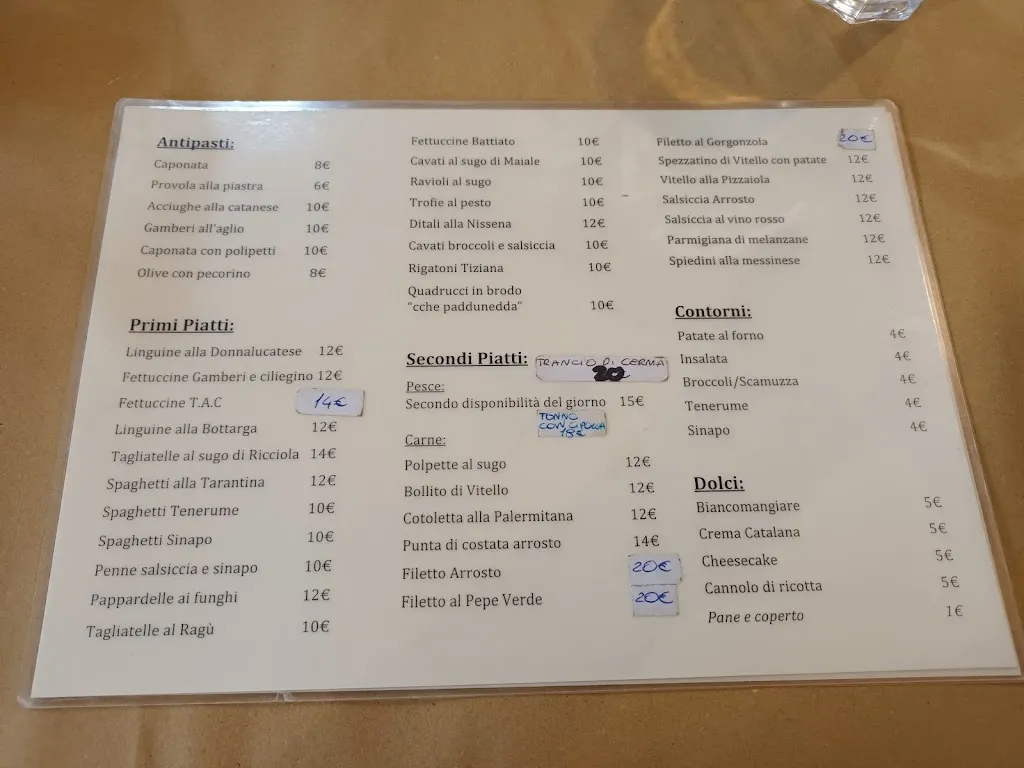 Antipasti:
Caponata 8€
Provola alla piastra 6€
Acciughe alla catanese 10€
Gamberi all'aglio 10€
Caponata con polipetti 10€
Olive con pecorino 8€
Primi Piatti:
Linguine alla Donnalucatese 12€
Fettuccine Gamberi e ciliegino 12€
Fettuccine T.A.C 14€
Linguine alla Bottarga 12€
Tagliatelle al sugo di Ricciola 14€
Spaghetti alla Tarantina 12€
Spaghetti Tenerume 10€
Spaghetti Sinapo 10€
Penne salsiccia e sinapo 10€
Pappardelle ai funghi 12€
Tagliatelle al Ragù 10€
Fettuccine Battiato 10€
Cavati al sugo di Maiale 10€
Ravioli al sugo 10€
Trofie al pesto 10€
Ditali alla Nissena 12€
Cavati broccoli e salsiccia 10€
Rigatoni Tiziana 10€
Quadrucci in brodo
"cche paddunedda" 10€
Secondi Piatti:
TRANCIO DI CERNIA
20
Pesce:
Secondo disponibilità del giorno 15€
TONNO
CON CIPOLLA
18€
Carne:
Polpette al sugo 12€
Bollito di Vitello 12€
Cotoletta alla Palermitana 12€
Punta di costata arrosto 14€
Filetto Arrosto 20€
Filetto al Pepe Verde 20€
Filetto al Gorgonzola 20€
Spezzatino di Vitello con patate 12€
Vitello alla Pizzaiola 12€
Salsiccia Arrosto 12€
Salsiccia al vino rosso 12€
Parmigiana di melanzane 12€
Spiedini alla messinese 12€
Contorni:
Patate al forno 4€
Insalata 4€
Broccoli/Scamuzza 4€
Tenerume 4€
Sinapo 4€
Dolci:
Biancomangiare 5€
Crema Catalana 5€
Cheesecake 5€
Cannolo di ricotta 5€
Pane e coperto 1€